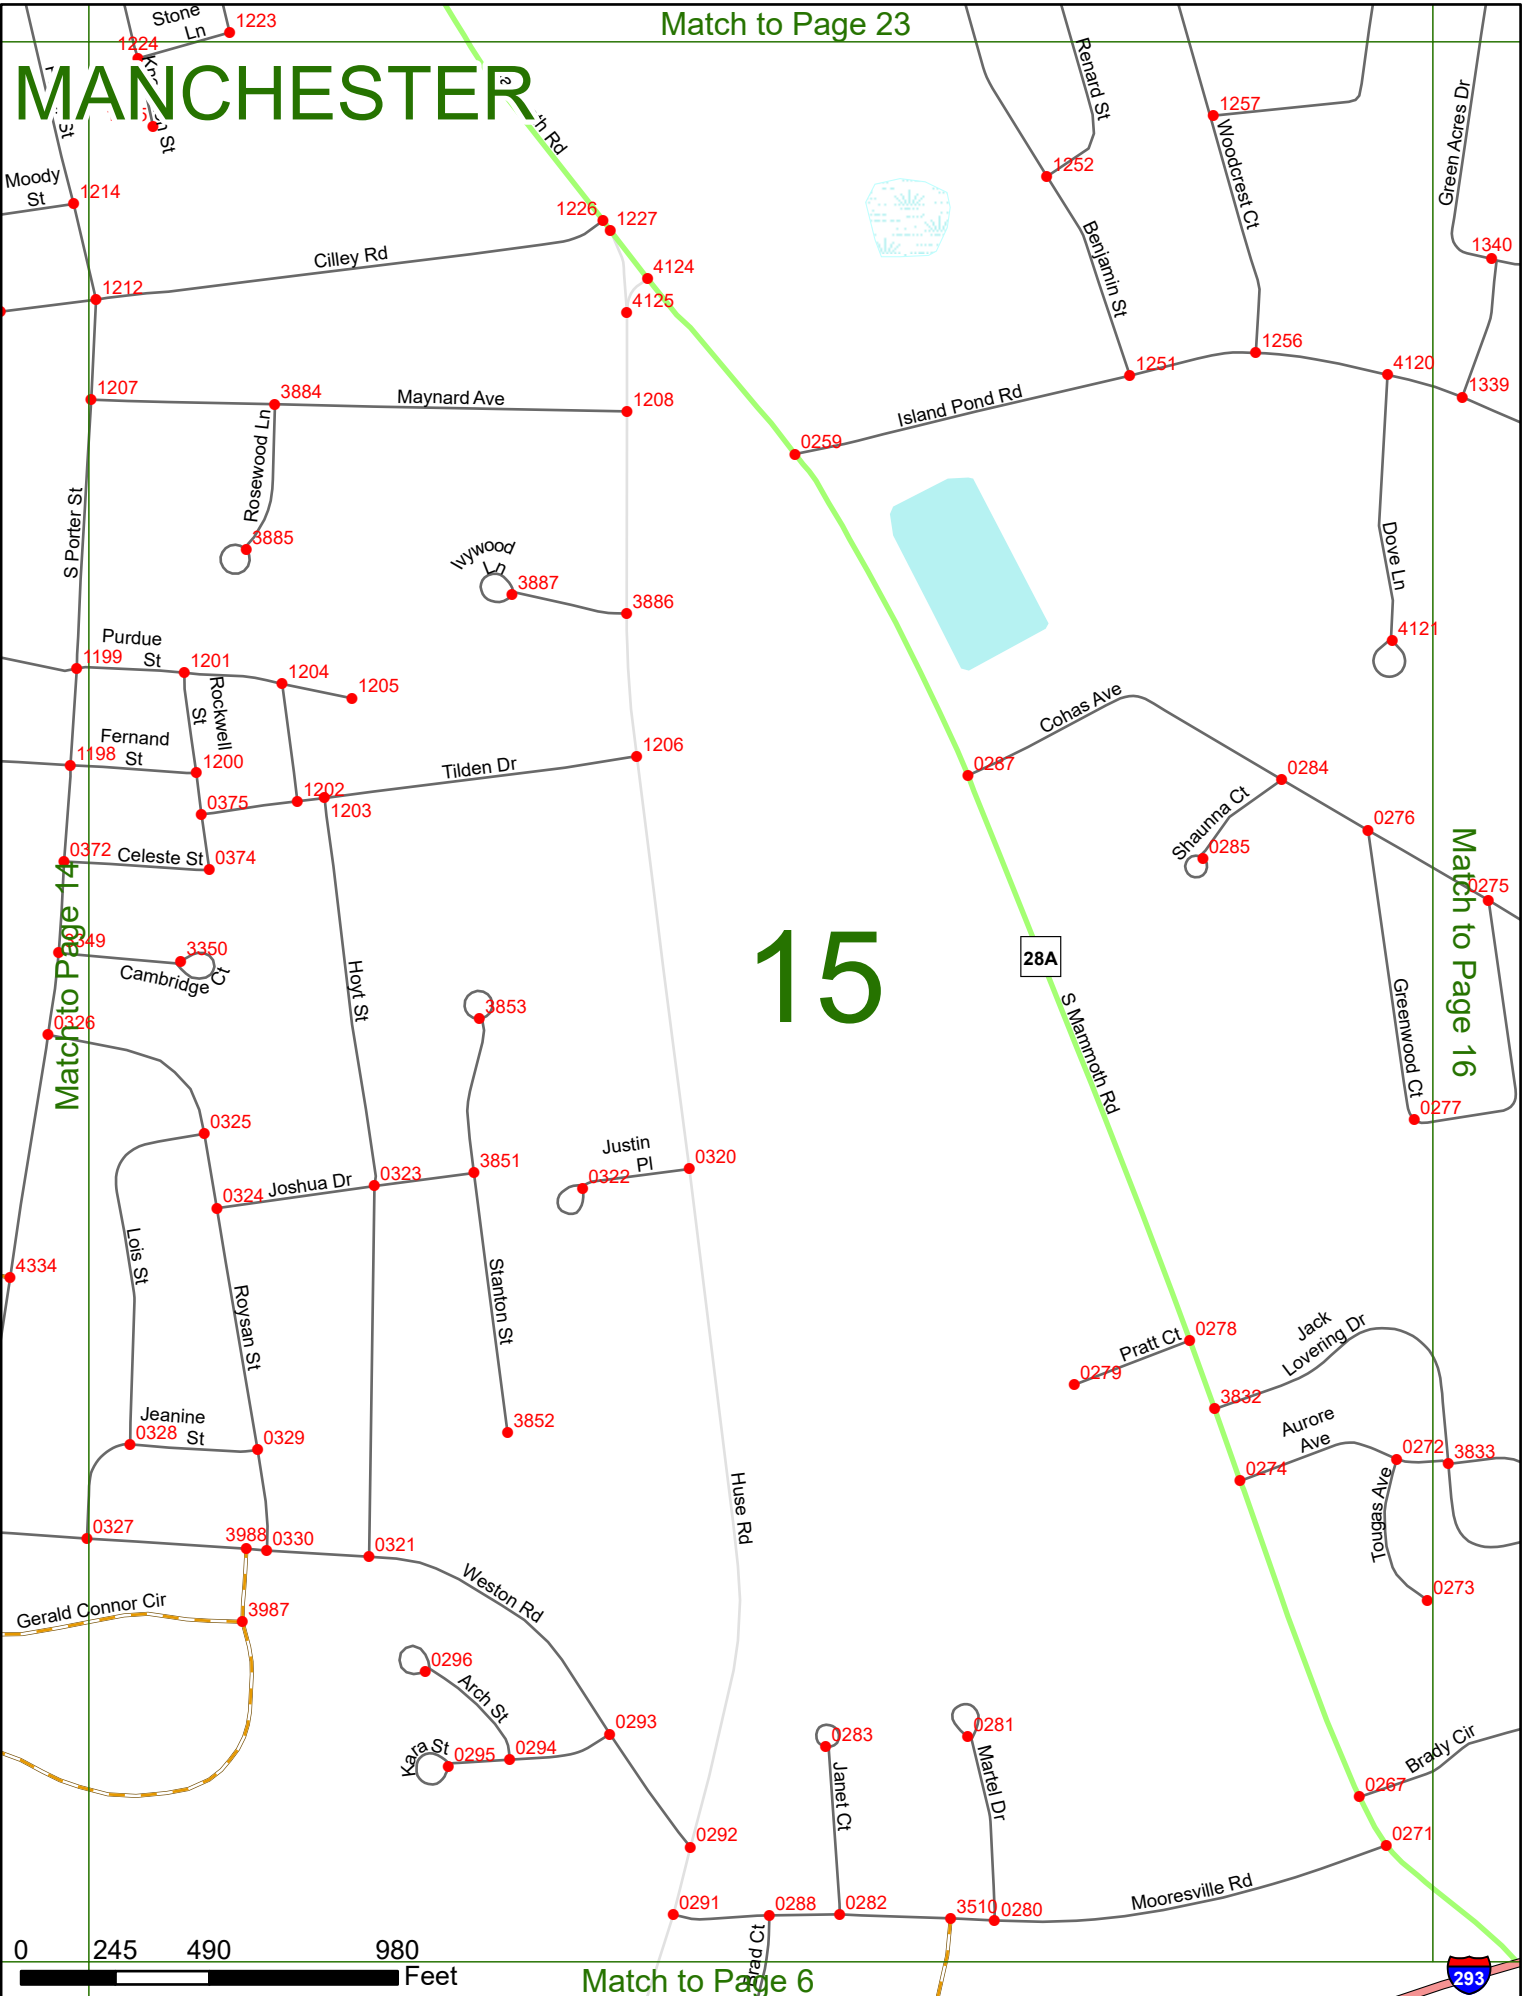 Match to Page 23
MANCHESTER
Stone
Ln
1223
1224
St
St
h Rd
Moody
St
1214
1226
1227
Cilley Rd
4124
4125
1212
1207
3884
Maynard Ave
1208
Rosewood Ln
3885
S Porter St
Ivywood
Ln
3887
3886
Renard St
1252
Benjamin St
1257
Woodcrest Ct
Green Acres Dr
1340
1251
1256
4120
1339
Island Pond Rd
0259
Dove Ln
4121
Purdue
St
1199
1201
1204
1205
Rockwell
St
Fernand
St
1198
1200
1202
1203
0375
Tilden Dr
1206
0372
Celeste St
0374
Match to Page 14
3349
3350
Cambridge
Ct
0326
Cohas Ave
0287
0284
0276
0275
Shaunna Ct
0285
15
28A
S Mammoth Rd
Match to Page 16
Greenwood Ct
0277
Hoyt St
3853
0325
0324
Joshua Dr
0323
3851
Justin
Pl
0322
0320
4334
Lois St
Roysan St
Stanton St
3852
Jeanine
St
0328
0329
0327
3988
0330
0321
Huse Rd
Weston Rd
Gerald Connor Cir
3987
0278
Pratt Ct
0279
Jack
Lovering Dr
3832
Aurore
Ave
0274
0272
3833
Tougas Ave
0273
0296
Arch St
Kara St
0295
0294
0293
0292
0283
Janet Ct
0281
Martel Dr
Brady Cir
0267
0271
0291
0288
0282
3510
0280
Mooresville Rd
Brad Ct
0
245
490
980
Feet
Match to Page 6
293